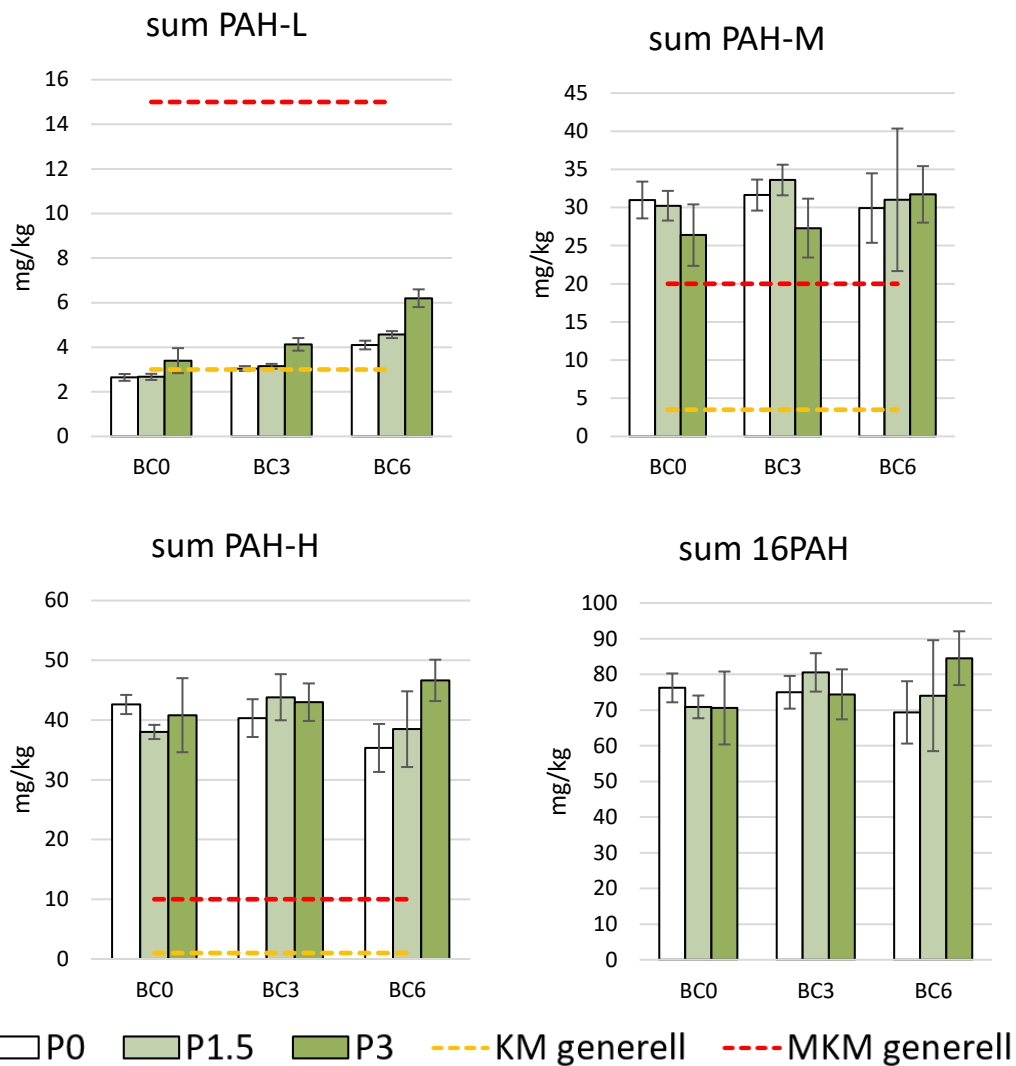 sum PAH-L
16
14
12
10
8
6
4
2
0
mg/kg
BC0 BC3 BC6
sum PAH-M
45
40
35
30
25
20
15
10
5
0
mg/kg
BC0 BC3 BC6
sum PAH-H
60
50
40
30
20
10
0
mg/kg
BC0 BC3 BC6
sum 16PAH
100
90
80
70
60
50
40
30
20
10
0
mg/kg
BC0 BC3 BC6
P0 P1.5 P3 KM generell MKM generell